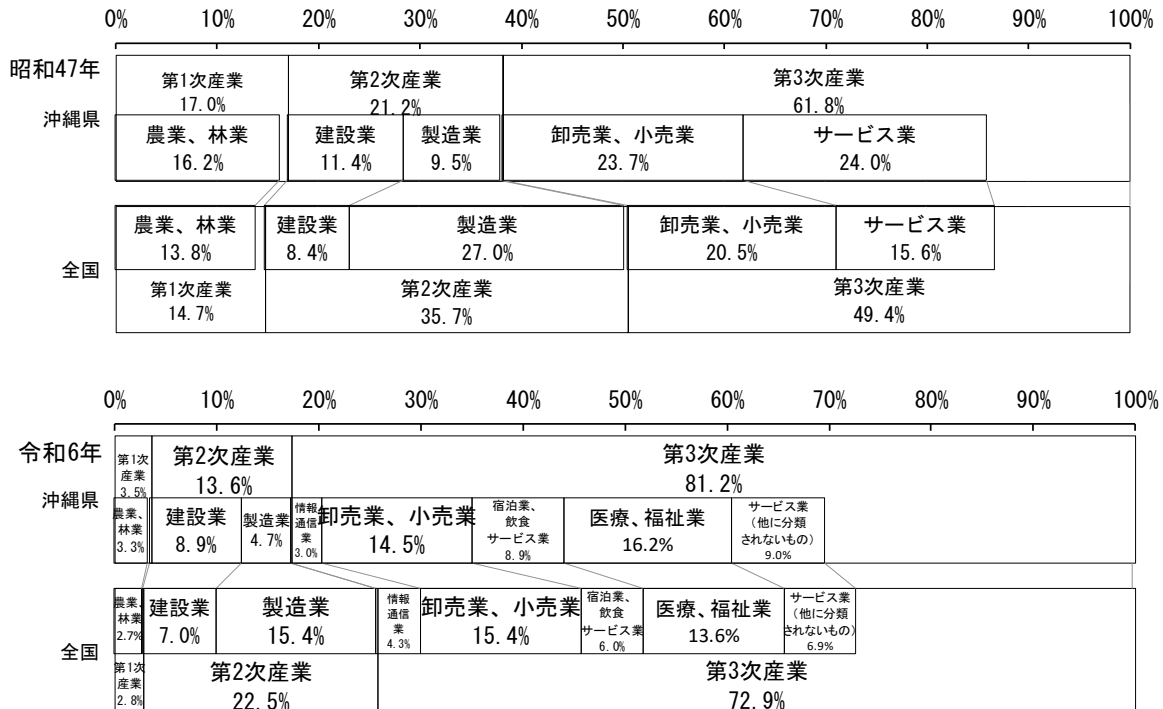 0% 10% 20% 30% 40% 50% 60% 70% 80% 90% 100%
昭和47年
沖縄県
第1次産業
17.0%
第2次産業
21.2%
第3次産業
61.8%
農業、林業
16.2%
建設業
11.4%
製造業
9.5%
卸売業、小売業
23.7%
サービス業
24.0%
全国
農業、林業
13.8%
建設業
8.4%
製造業
27.0%
卸売業、小売業
20.5%
サービス業
15.6%
第1次産業
14.7%
第2次産業
35.7%
第3次産業
49.4%
0% 10% 20% 30% 40% 50% 60% 70% 80% 90% 100%
令和6年
沖縄県
第1次
産業
3.5%
第2次産業
13.6%
第3次産業
81.2%
農業、
林業
3.3%
建設業
8.9%
製造業
4.7%
情報
通信
業
3.0%
卸売業、小売業
14.5%
宿泊業、
飲食
サービス業
8.9%
医療、福祉業
16.2%
サービス業
(他に分類
されないもの)
9.0%
全国
農業、
林業
2.7%
建設業
7.0%
製造業
15.4%
情報
通信
業
4.3%
卸売業、小売業
15.4%
宿泊業、
飲食
サービス業
6.0%
医療、福祉業
13.6%
サービス業
(他に分類
されないもの)
6.9%
第1次
産業
2.8%
第2次産業
22.5%
第3次産業
72.9%